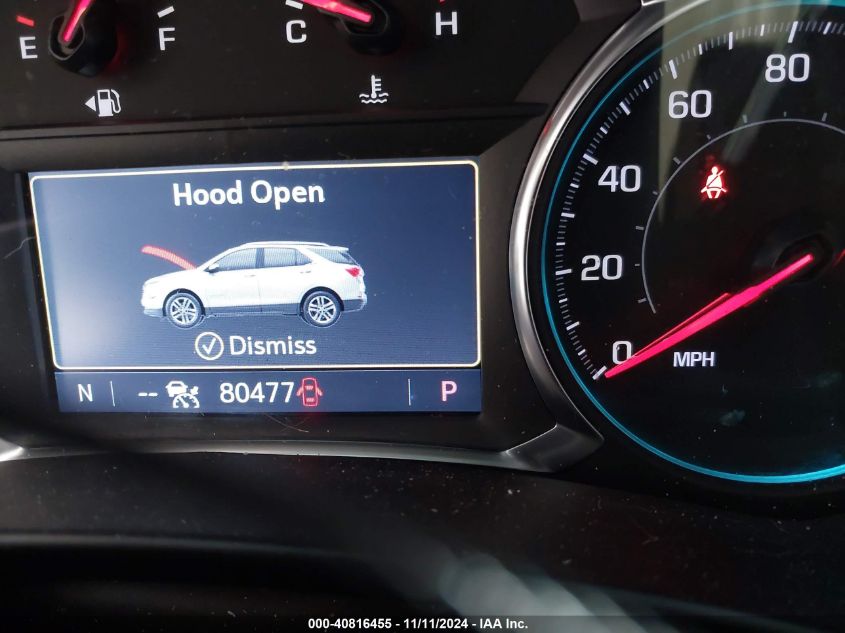 E F
C H
Hood Open
Dismiss
N -- 80477 P
0
20
40
60
80
MPH
000-40816455 - 11/11/2024 - IAA Inc.